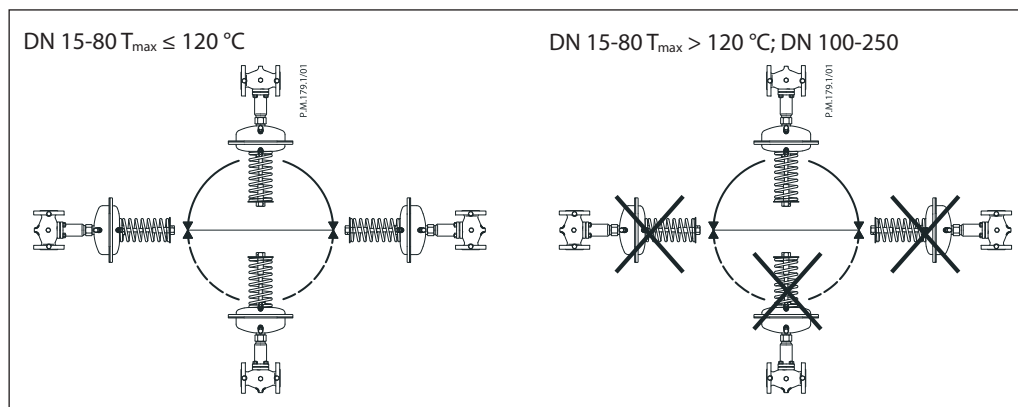 DN 15-80 Tmax ≤ 120 °C
DN 15-80 Tmax > 120 °C; DN 100-250
P.M.179.1/01
P.M.179.1/01